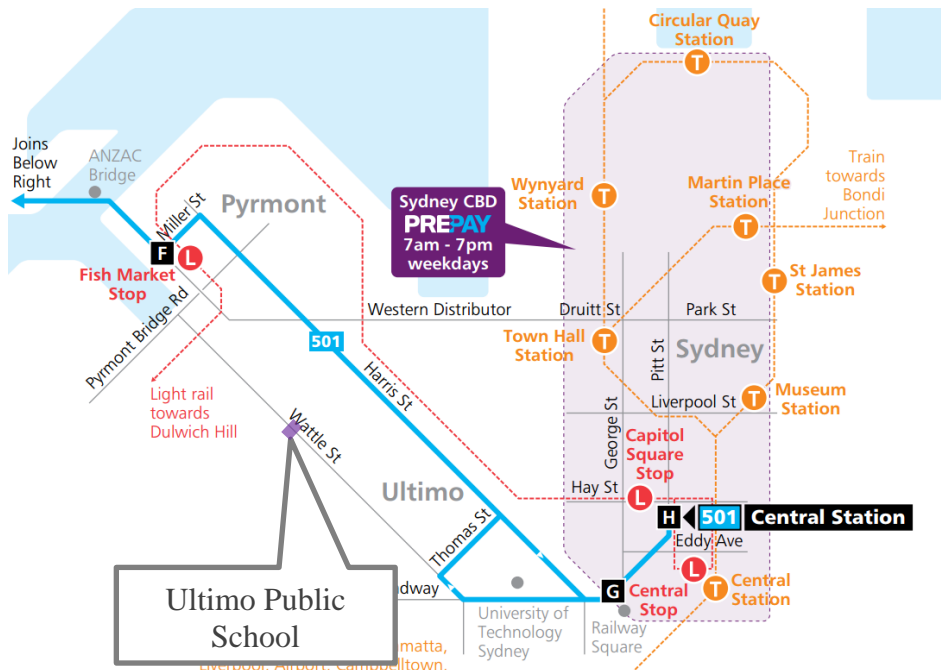 Circular Quay
Station
T
Joins
Below
Right
ANZAC
Bridge
Miller St
Pyrmont
Wynyard
Station
T
Sydney CBD
PREPAY
7am - 7pm
weekdays
Martin Place
Station
T
Train
towards
Bondi
Junction
F
L
Fish Market
Stop
Pyrmont Bridge Rd
Western Distributor
Druitt St
Park St
T
St James
Station
501
Town Hall
Station
T
Pitt St
Sydney
Harris St
Light rail
towards
Dulwich Hill
Wattle St
George St
Liverpool St
T
Museum
Station
Capitol
Square
Stop
Ultimo
Hay St
L
H
501
Central Station
Thomas St
Eddy Ave
L
Ultimo Public
School
G
Central
Stop
T
Central
Station
University of
Technology
Sydney
Railway
Square
Liverpool, Airport, Campbelltown,